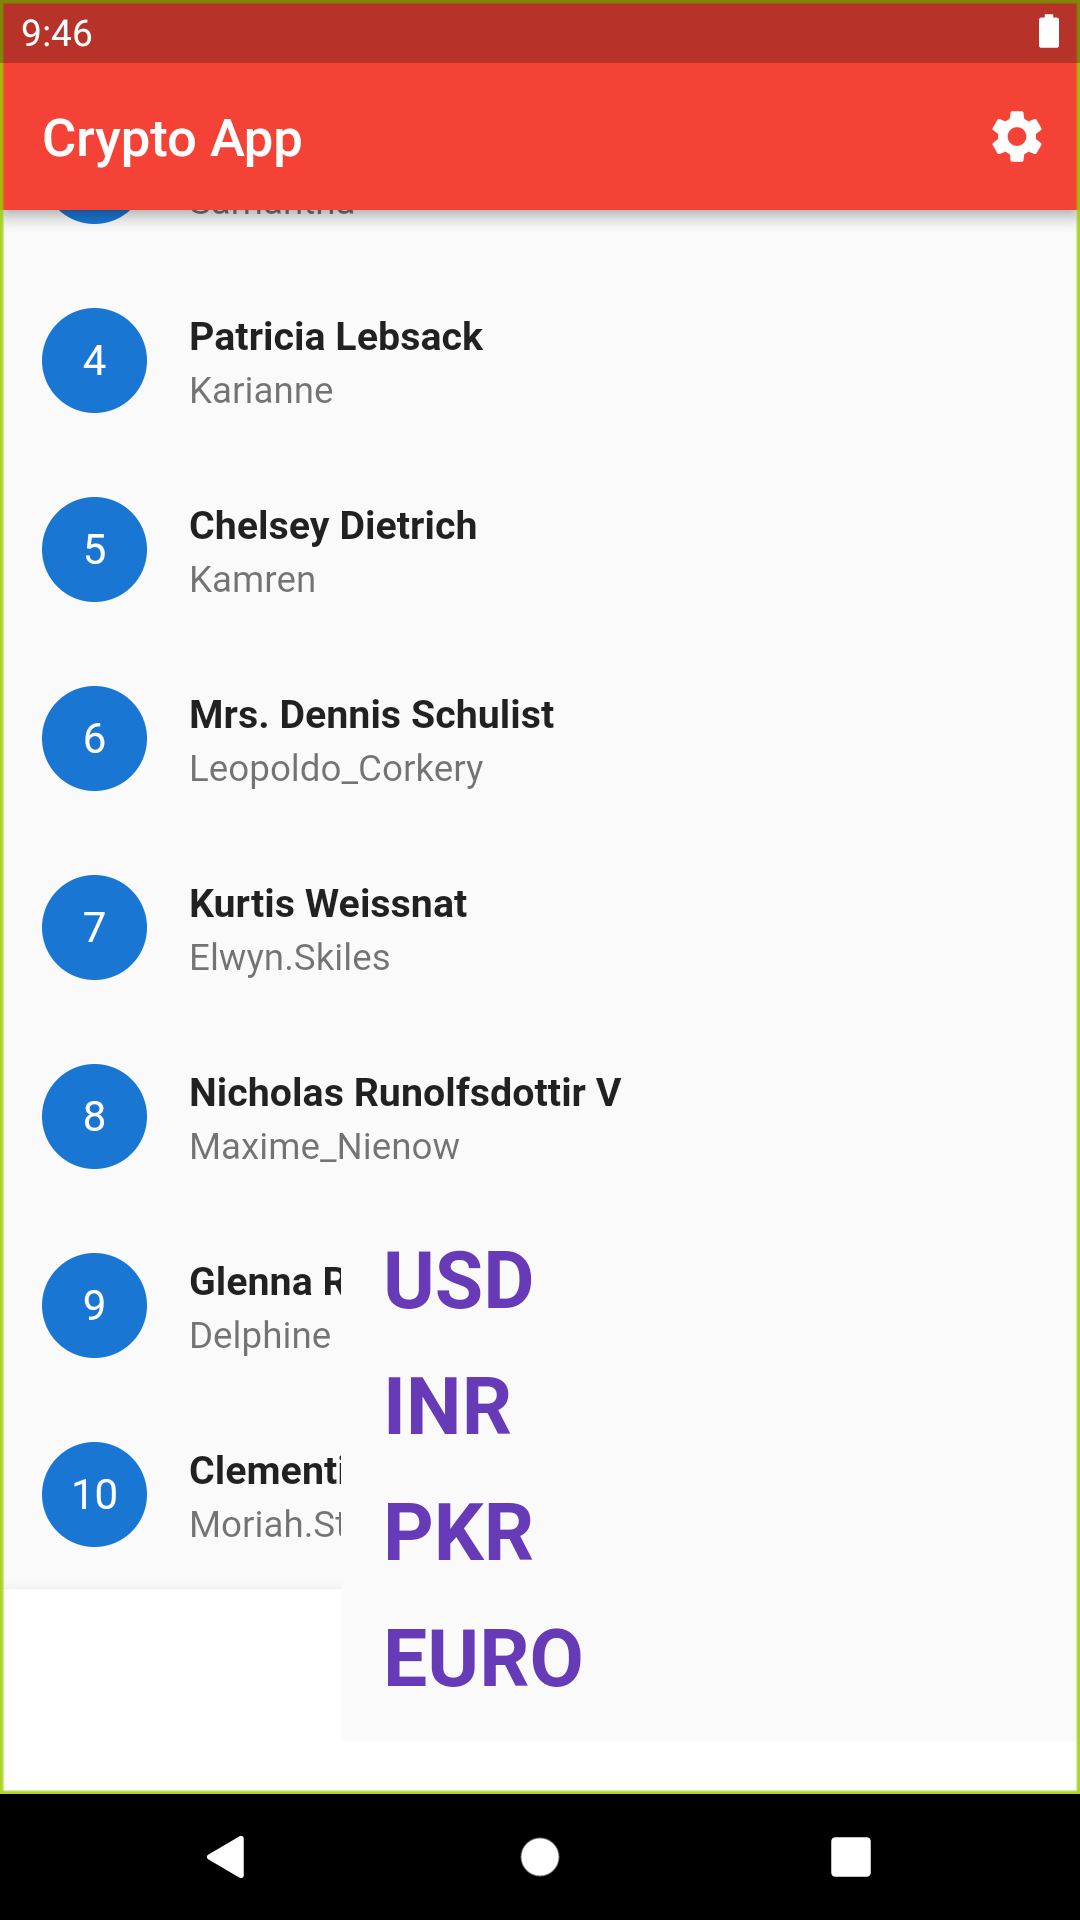 9:46
Crypto App
Samantha
4
Patricia Lebsack
Karianne
5
Chelsey Dietrich
Kamren
6
Mrs. Dennis Schulist
Leopoldo_Corkery
7
Kurtis Weissnat
Elwyn.Skiles
8
Nicholas Runolfsdottir V
Maxime_Nienow
9
Glenna R
Delphine
10
Clementi
Moriah.St
USD
INR
PKR
EURO